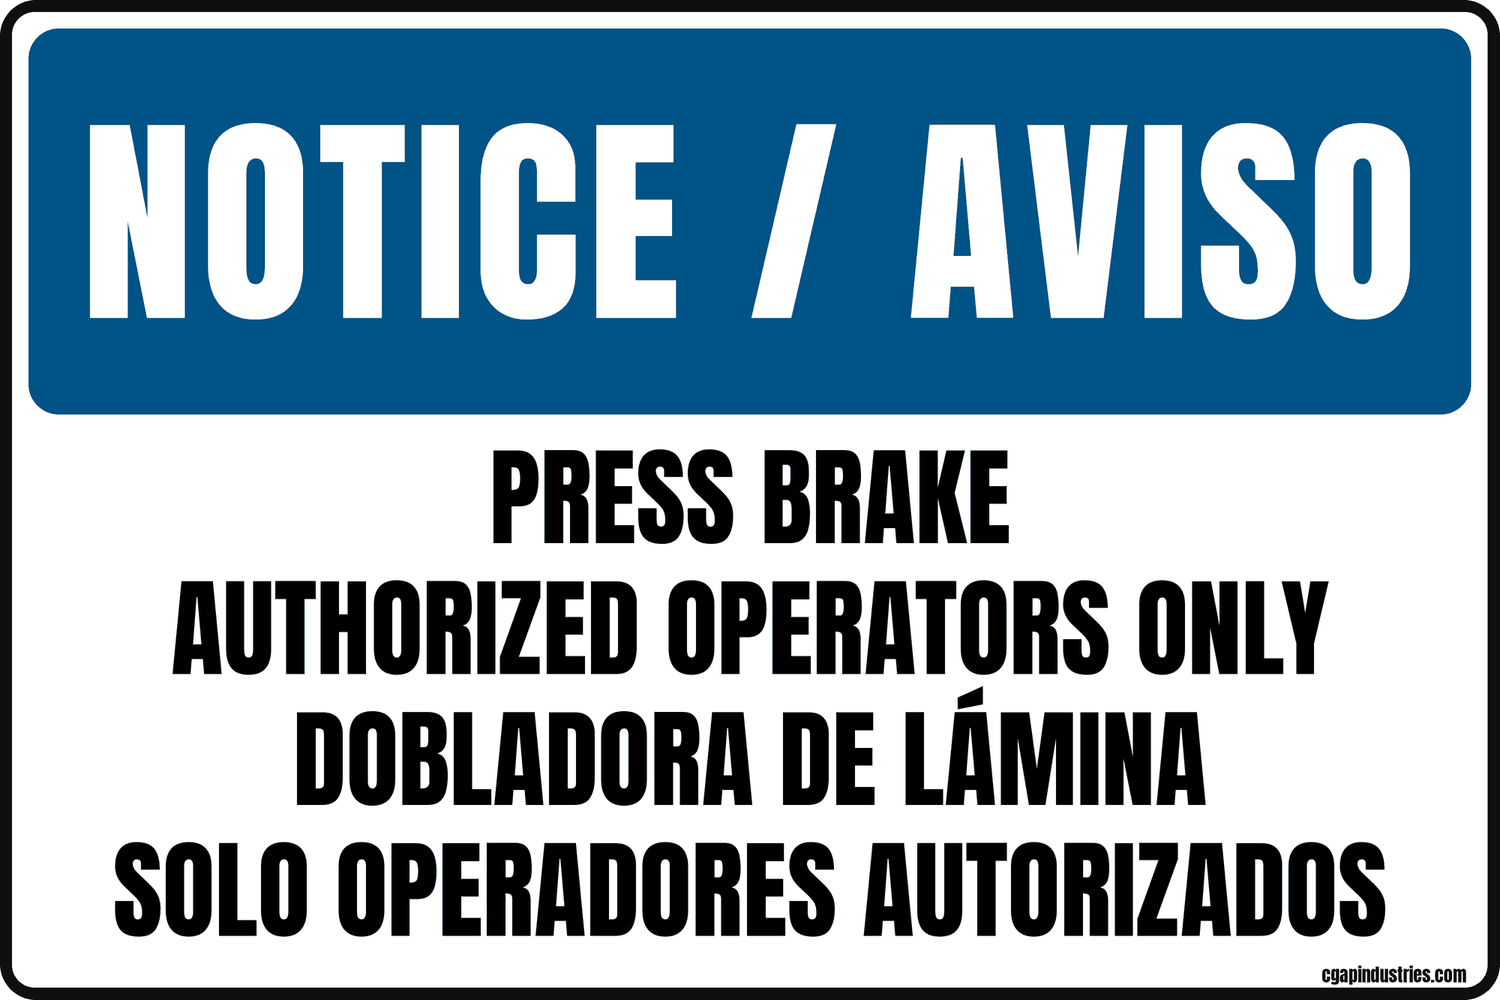 NOTICE / AVISO
PRESS BRAKE
AUTHORIZED OPERATORS ONLY
DOBLADORA DE LÁMINA
SOLO OPERADORES AUTORIZADOS
cgapindustries.com